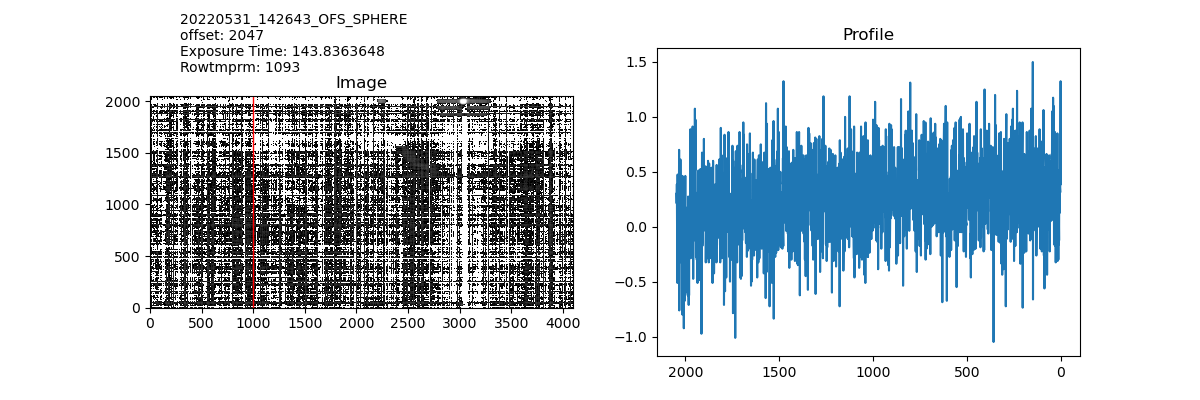 20220531_142643_OFS_SPHERE
offset: 2047
Exposure Time: 143.8363648
Rowtmprm: 1093
Image
2000
1500
1000
500
0
0 500 1000 1500 2000 2500 3000 3500 4000
Profile
1.5
1.0
0.5
0.0
−0.5
−1.0
2000 1500 1000 500 0